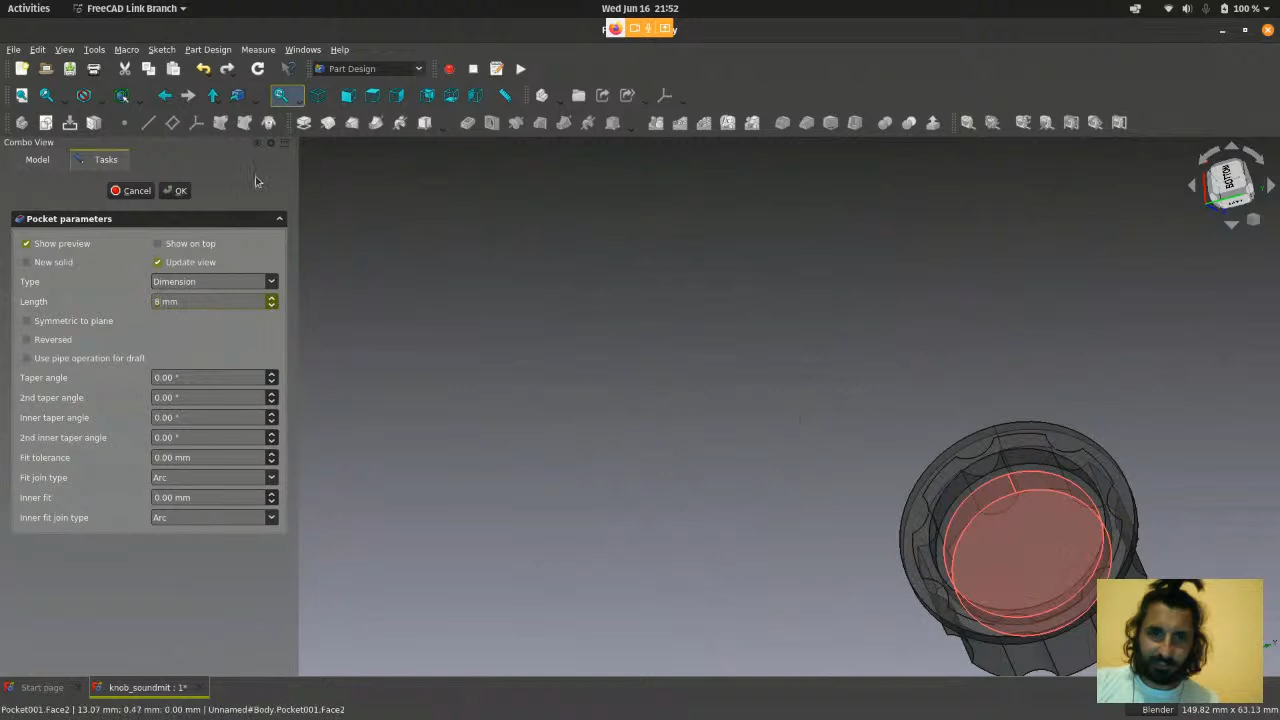 Activities
FreeCAD Link Branch
Wed Jun 16 21:52
100 %
File Edit View Tools Macro Sketch Part Design Measure Windows Help
Part Design
Combo View
Model Tasks
Cancel OK
Pocket parameters
Show preview Show on top
New solid Update view
Type Dimension
Length 8 mm
Symmetric to plane
Reversed
Use pipe operation for draft
Taper angle 0.00 °
2nd taper angle 0.00 °
Inner taper angle 0.00 °
2nd inner taper angle 0.00 °
Fit tolerance 0.00 mm
Fit join type Arc
Inner fit 0.00 mm
Inner fit join type Arc
BOTTOM
Start page knob_soundmit : 1*
Pocket001.Face2 | 13.07 mm; 0.47 mm; 0.00 mm | Unnamed#Body.Pocket001.Face2
Blender 149.82 mm x 63.13 mm